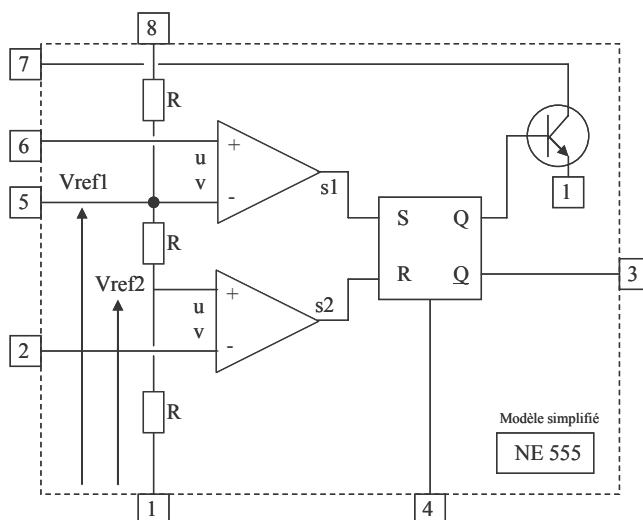 8
7
R
6
+
u
Vref1
v
s1
1
5
-
S
Q
R
3
Vref2
+
R
Q
s2
u
v
2
-
Modèle simplifié
R
NE 555
1
4